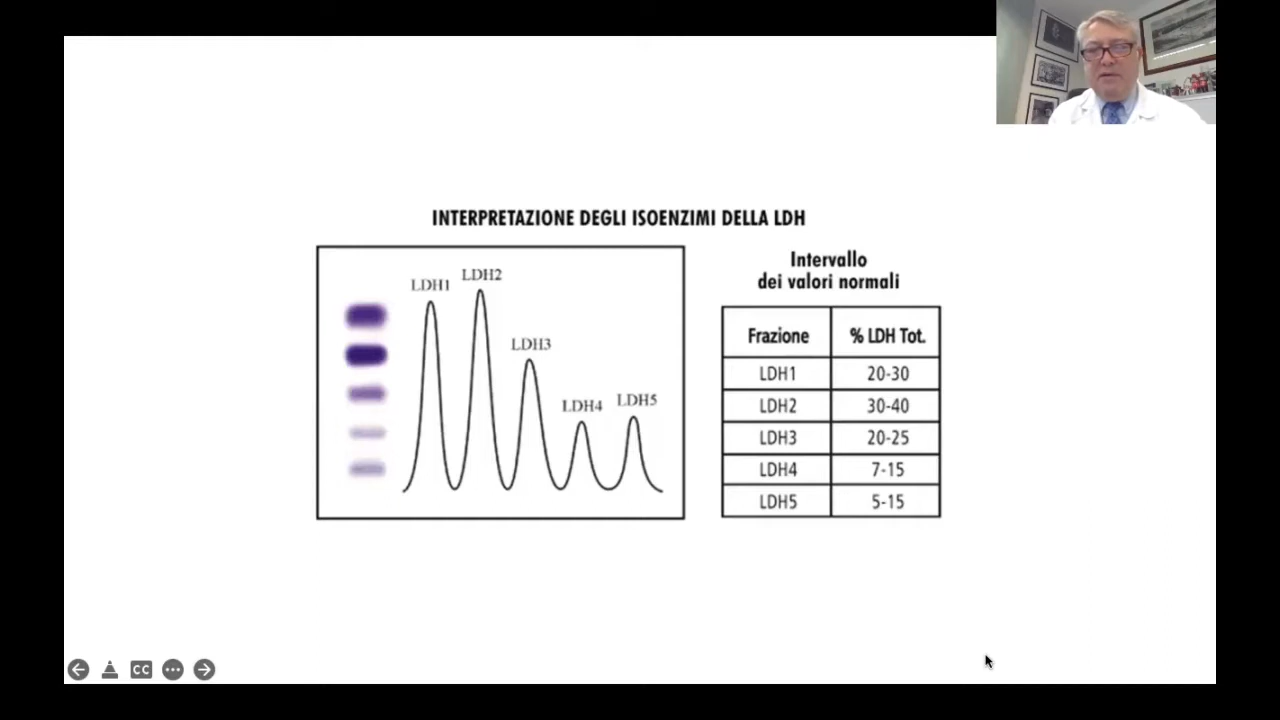 INTERPRETAZIONE DEGLI ISOENZIMI DELLA LDH
LDH1
LDH2
LDH3
LDH4
LDH5
Intervallo
dei valori normali
Frazione % LDH Tot.
LDH1 20-30
LDH2 30-40
LDH3 20-25
LDH4 7-15
LDH5 5-15
CC